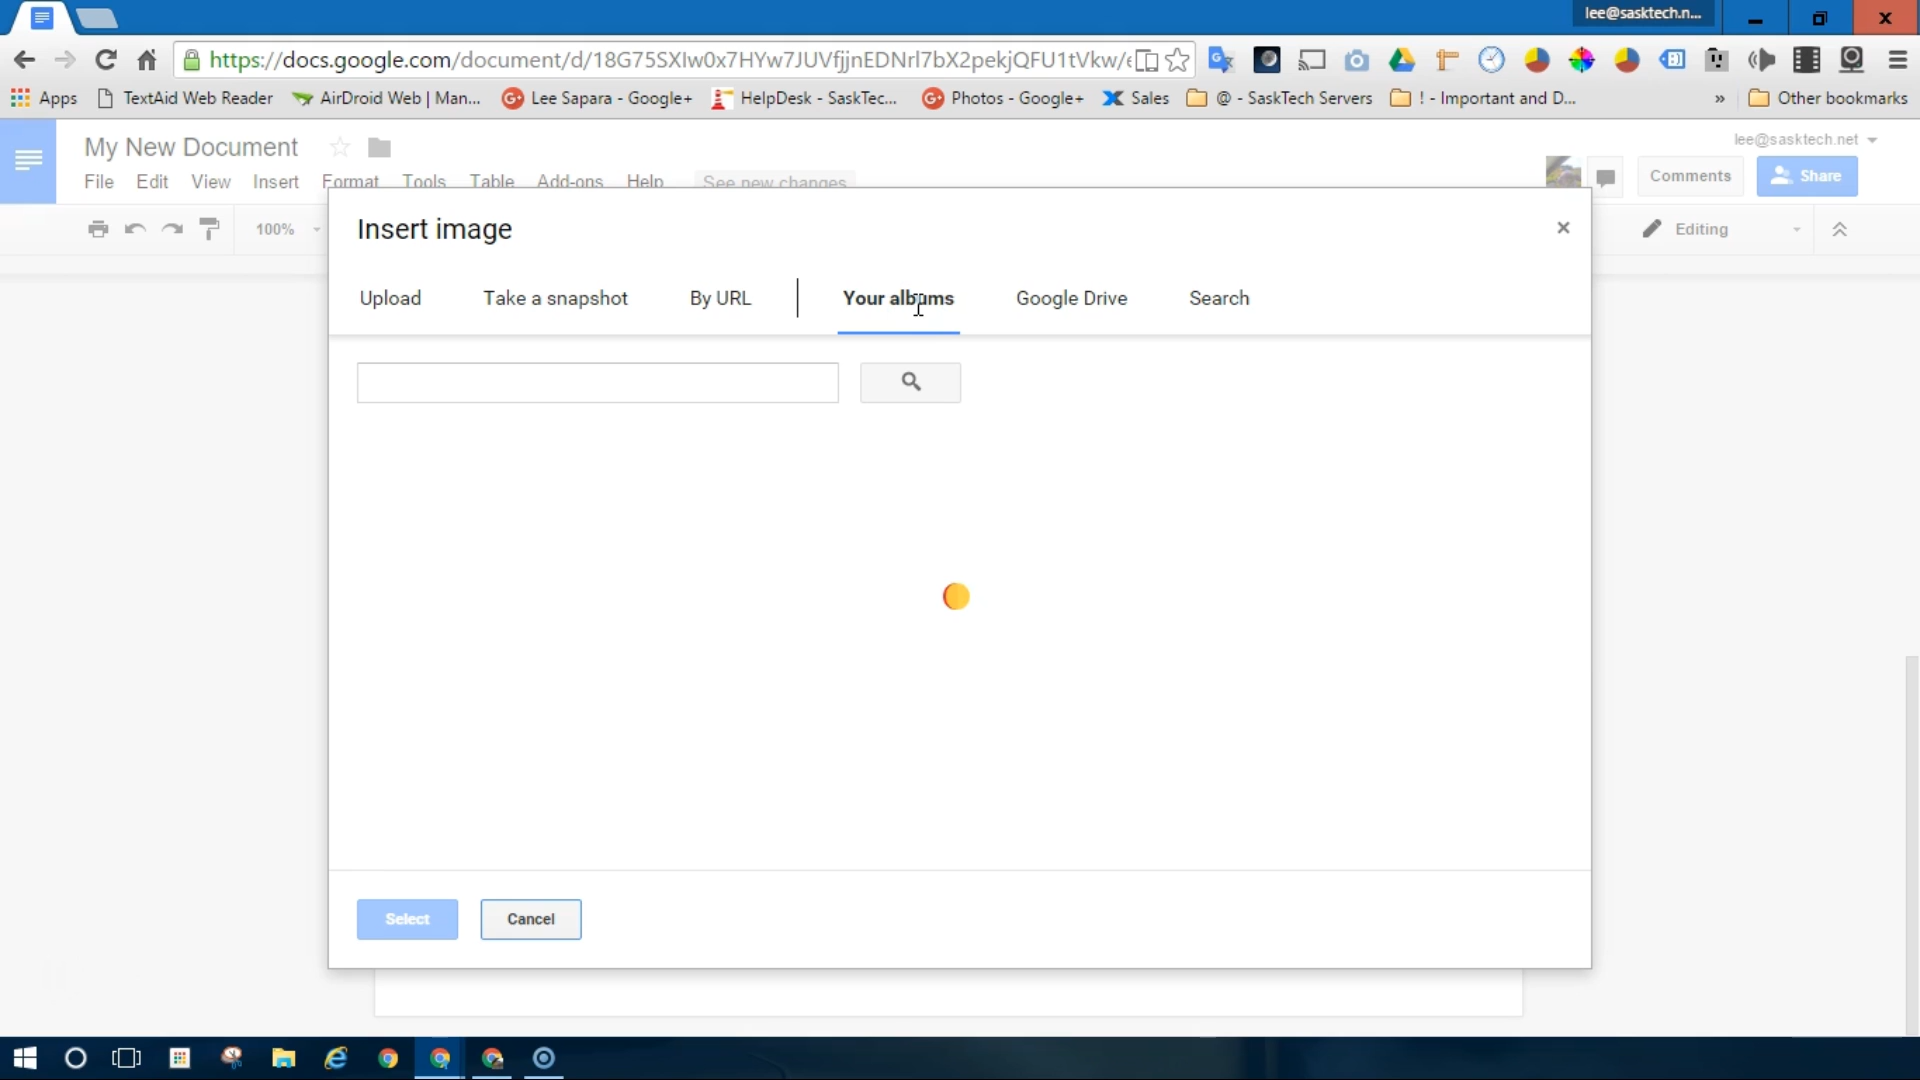 lee@sasktech.n...
https://docs.google.com/document/d/18G75SXIw0x7HYw7JUVfjjnEDNrl7bX2pekjQFU1tVkw/e
Apps TextAid Web Reader AirDroid Web | Man... Lee Sapara - Google+ HelpDesk - SaskTec... Photos - Google+ Sales @ - SaskTech Servers ! - Important and D... » Other bookmarks
My New Document
lee@sasktech.net
File Edit View Insert Format Tools Table Add-ons Help See new changes
Comments Share
100%
Editing
Insert image
Upload Take a snapshot By URL Your albums Google Drive Search
Select Cancel